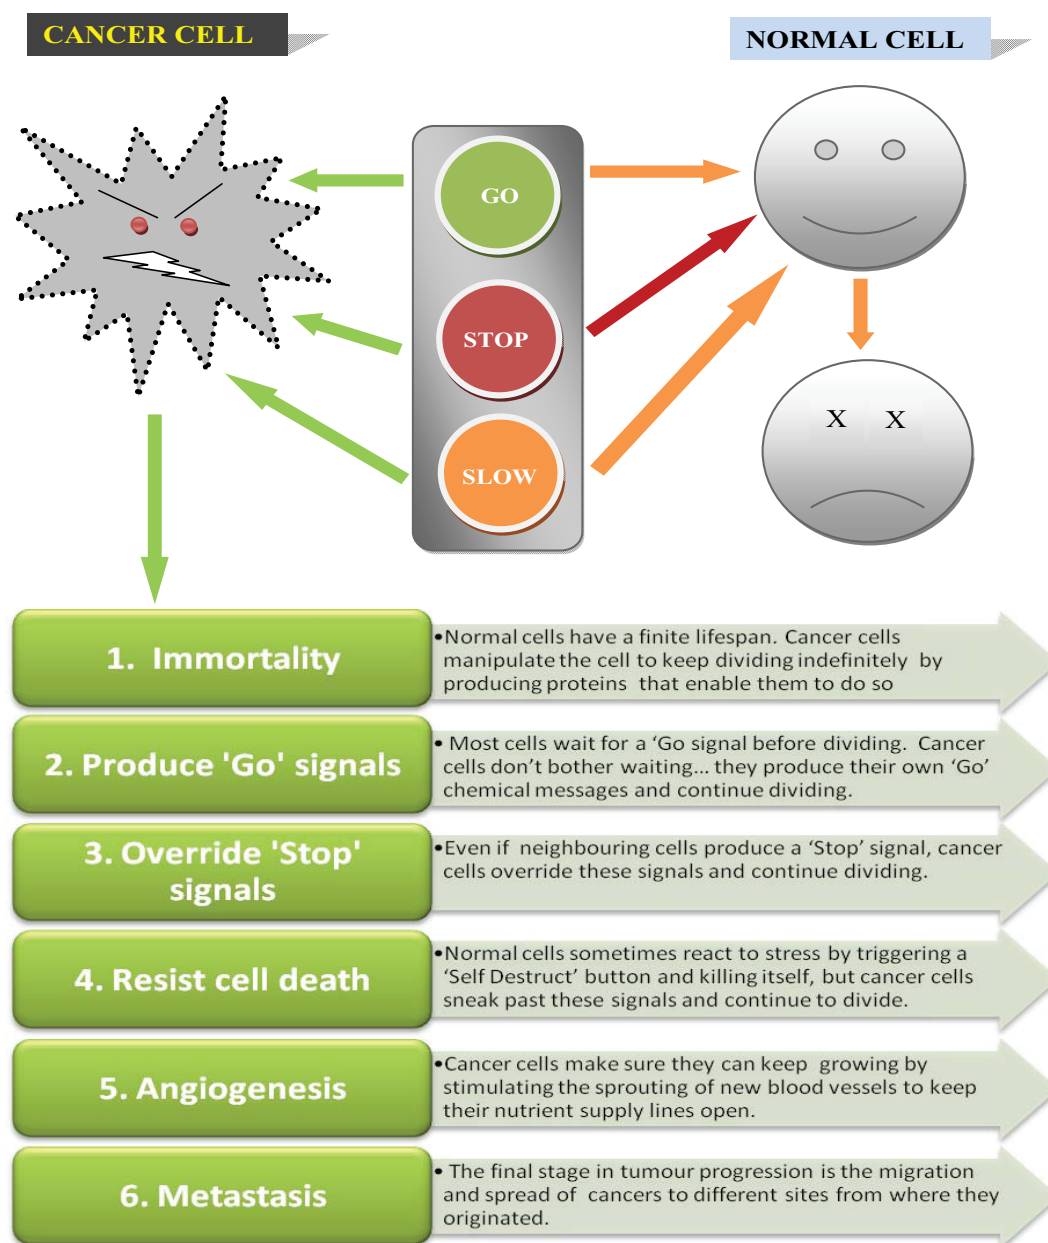 CANCER CELL
NORMAL CELL
GO
STOP
SLOW
X X
1. Immortality
•Normal cells have a finite lifespan. Cancer cells
manipulate the cell to keep dividing indefinitely by
producing proteins that enable them to do so
2. Produce 'Go' signals
• Most cells wait for a ‘Go signal before dividing. Cancer
cells don’t bother waiting... they produce their own ‘Go’
chemical messages and continue dividing.
3. Override 'Stop'
signals
•Even if neighbouring cells produce a ‘Stop’ signal, cancer
cells override these signals and continue dividing.
4. Resist cell death
•Normal cells sometimes react to stress by triggering a
‘Self Destruct’ button and killing itself, but cancer cells
sneak past these signals and continue to divide.
5. Angiogenesis
•Cancer cells make sure they can keep growing by
stimulating the sprouting of new blood vessels to keep
their nutrient supply lines open.
6. Metastasis
• The final stage in tumour progression is the migration
and spread of cancers to different sites from where they
originated.